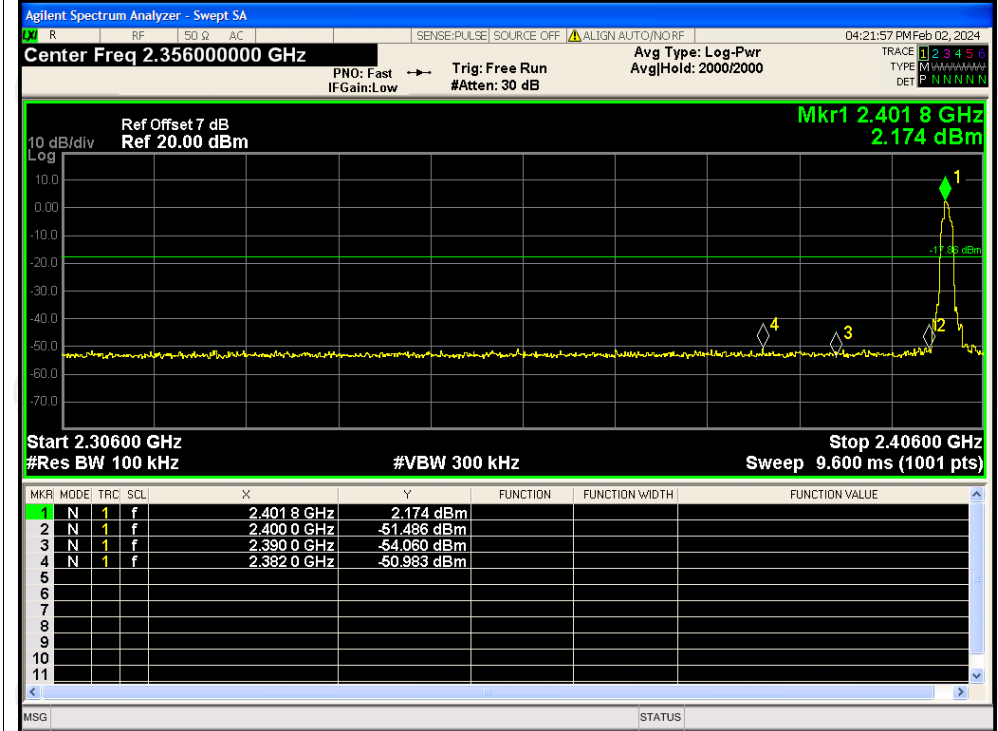 Agilent Spectrum Analyzer - Swept SA
LXI R RF 50 Ω AC SENSE:PULSE SOURCE OFF ALIGN AUTO/NO RF 04:21:57 PM Feb 02, 2024
Center Freq 2.356000000 GHz Avg Type: Log-Pwr TRACE 1 2 3 4 5 6
PNO: Fast Trig: Free Run Avg|Hold: 2000/2000 TYPE M WWWWW
IFGain:Low #Atten: 30 dB DET P N N N N N
Mkr1 2.401 8 GHz
Ref Offset 7 dB
10 dB/div Ref 20.00 dBm 2.174 dBm
Log
10.0
0.00
-10.0
-20.0
-30.0
-40.0
-50.0
-60.0
-70.0
1
-17.86 dBm
4
3
2
Start 2.30600 GHz Stop 2.40600 GHz
#Res BW 100 kHz #VBW 300 kHz Sweep 9.600 ms (1001 pts)
MKR MODE TRC SCL X Y FUNCTION FUNCTION WIDTH FUNCTION VALUE
1 N 1 f 2.401 8 GHz 2.174 dBm
2 N 1 f 2.400 0 GHz -51.486 dBm
3 N 1 f 2.390 0 GHz -54.060 dBm
4 N 1 f 2.382 0 GHz -50.983 dBm
5
6
7
8
9
10
11
MSG STATUS